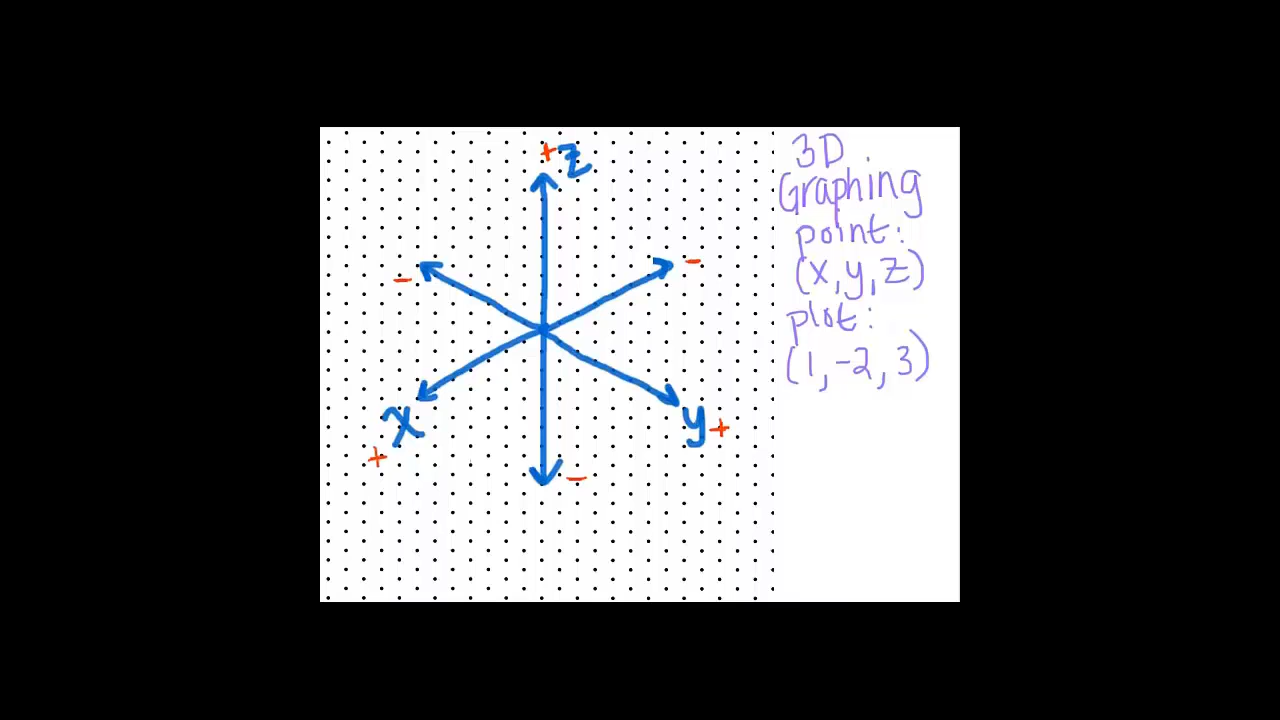 + z
- -
x y +
+
-
3D
Graphing
point:
(x, y, z)
plot:
(1, -2, 3)